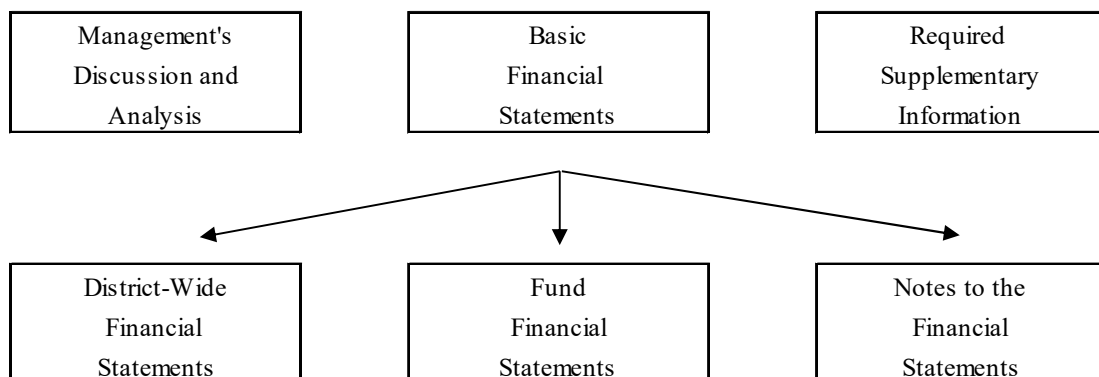 Management's
Discussion and
Analysis
Basic
Financial
Statements
Required
Supplementary
Information
District-Wide
Financial
Statements
Fund
Financial
Statements
Notes to the
Financial
Statements